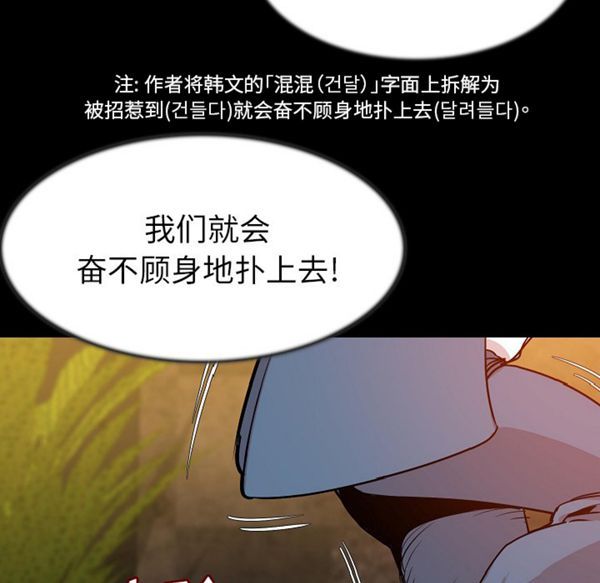 注: 作者将韩文的「混混(건달)」字面上拆解为
被招惹到(건들다)就会奋不顾身地扑上去(달려들다)。
我们就会
奋不顾身地扑上去!